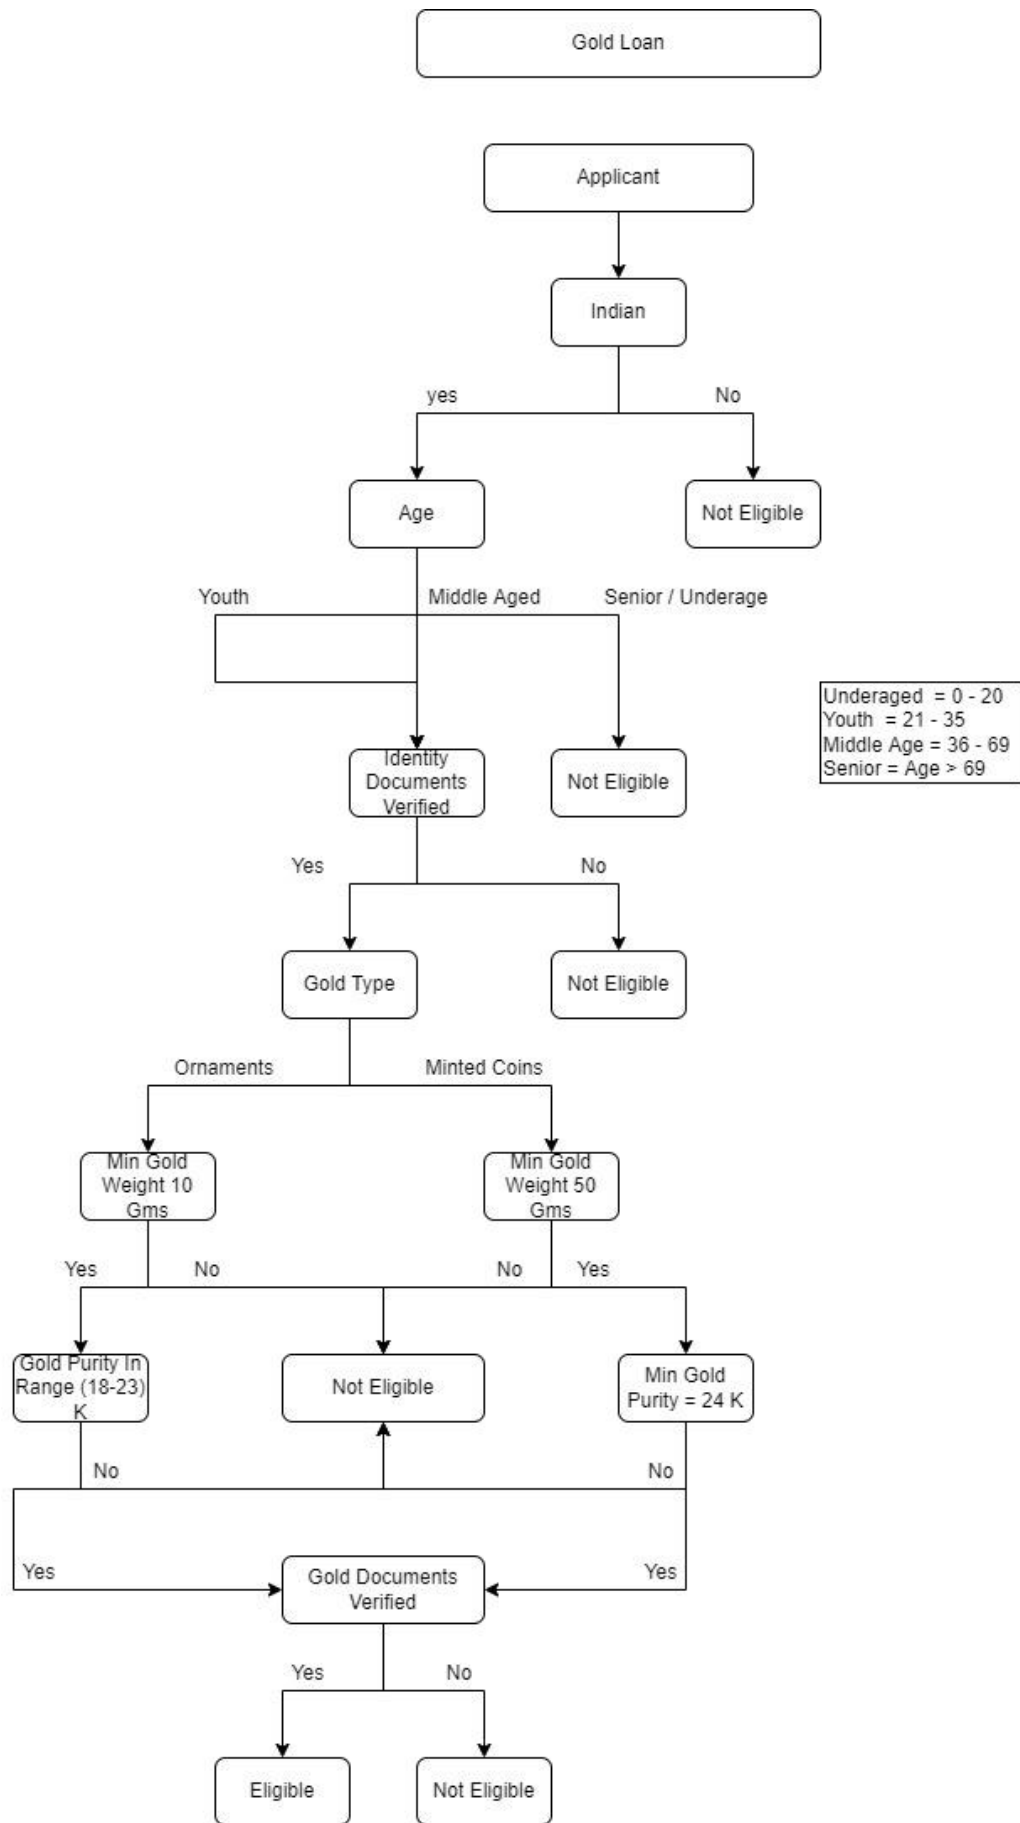 Gold Loan
Applicant
Indian
yes
No
Age
Not Eligible
Youth
Middle Aged
Senior / Underage
Underaged  = 0 - 20
Youth  = 21 - 35
Middle Age = 36 - 69
Senior = Age > 69
Identity
Documents
Verified
Not Eligible
Yes
No
Gold Type
Not Eligible
Ornaments
Minted Coins
Min Gold
Weight 10
Gms
Min Gold
Weight 50
Gms
Yes
No
No
Yes
Gold Purity In
Range (18-23)
K
Not Eligible
Min Gold
Purity = 24 K
No
No
Yes
Gold Documents
Verified
Yes
Yes
No
Eligible
Not Eligible